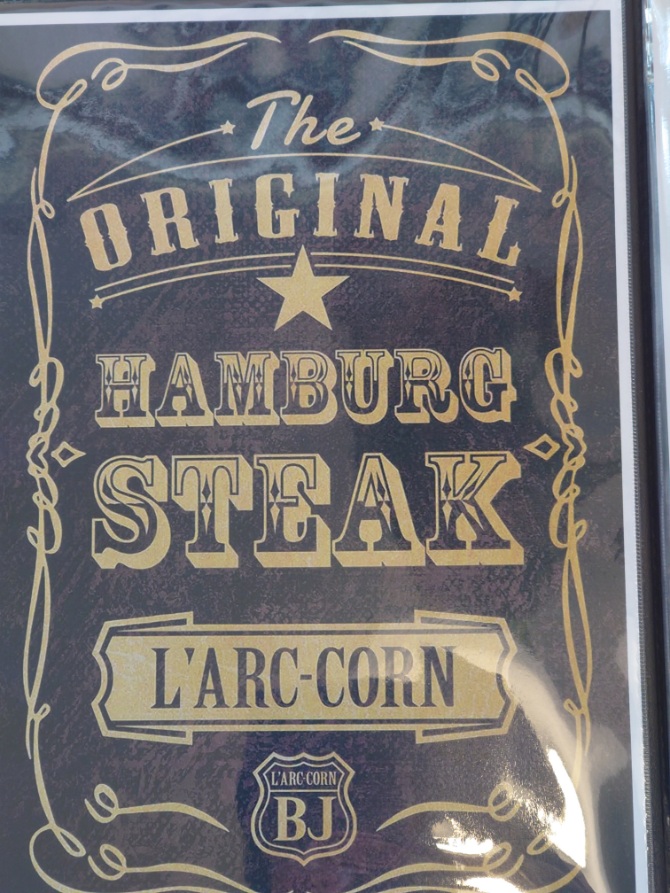 The
ORIGINAL
HAMBURG
STEAK
L'ARC-CORN
L'ARC-CORN
BJ